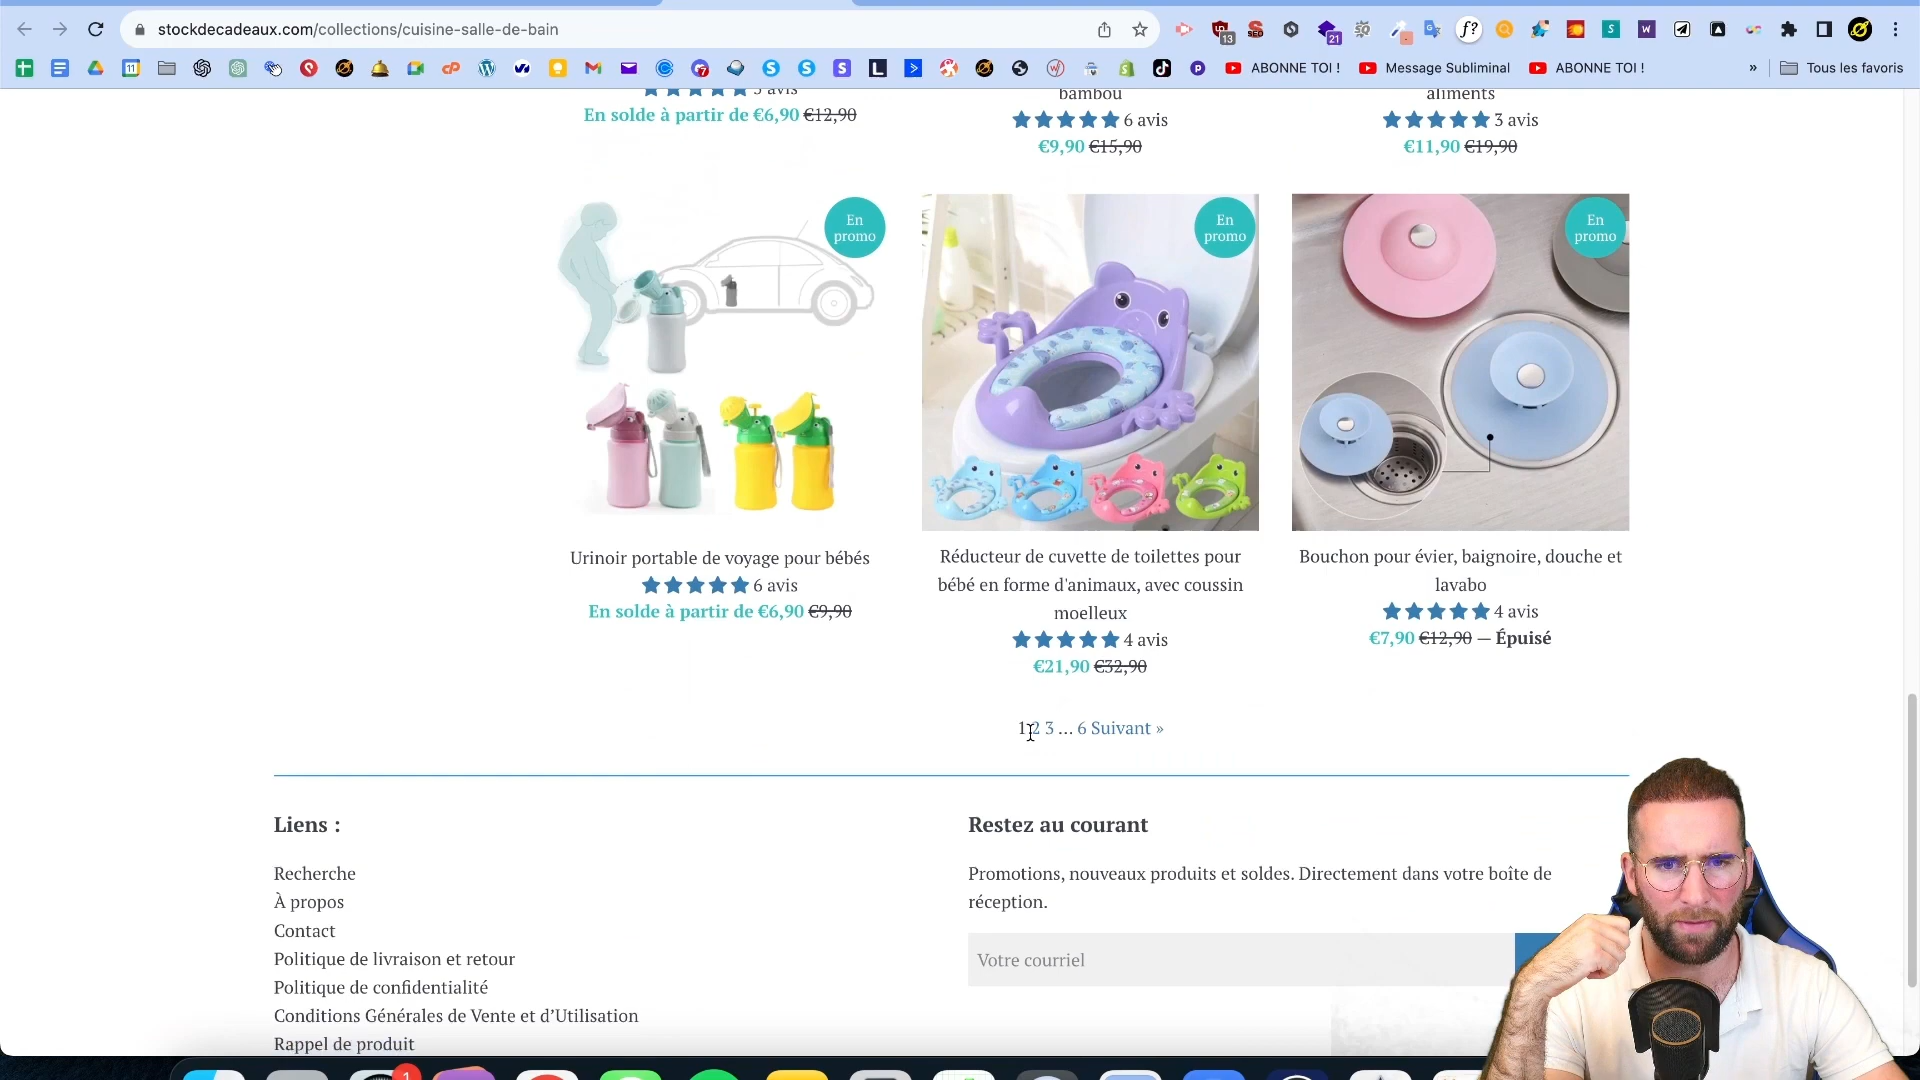 stockdecadeaux.com/collections/cuisine-salle-de-bain
13
21
ABONNE TOI !
Message Subliminal
ABONNE TOI !
»
Tous les favoris
5 avis
En solde à partir de €6,90 €12,90
bambou
6 avis
€9,90 €15,90
aliments
3 avis
€11,90 €19,90
En promo
En promo
En promo
Urinoir portable de voyage pour bébés
6 avis
En solde à partir de €6,90 €9,90
Réducteur de cuvette de toilettes pour
bébé en forme d'animaux, avec coussin
moelleux
4 avis
€21,90 €32,90
Bouchon pour évier, baignoire, douche et
lavabo
4 avis
€7,90 €12,90 — Épuisé
1 2 3 … 6 Suivant »
Liens :
Recherche
À propos
Contact
Politique de livraison et retour
Politique de confidentialité
Conditions Générales de Vente et d’Utilisation
Rappel de produit
Restez au courant
Promotions, nouveaux produits et soldes. Directement dans votre boîte de
réception.
Votre courriel
1